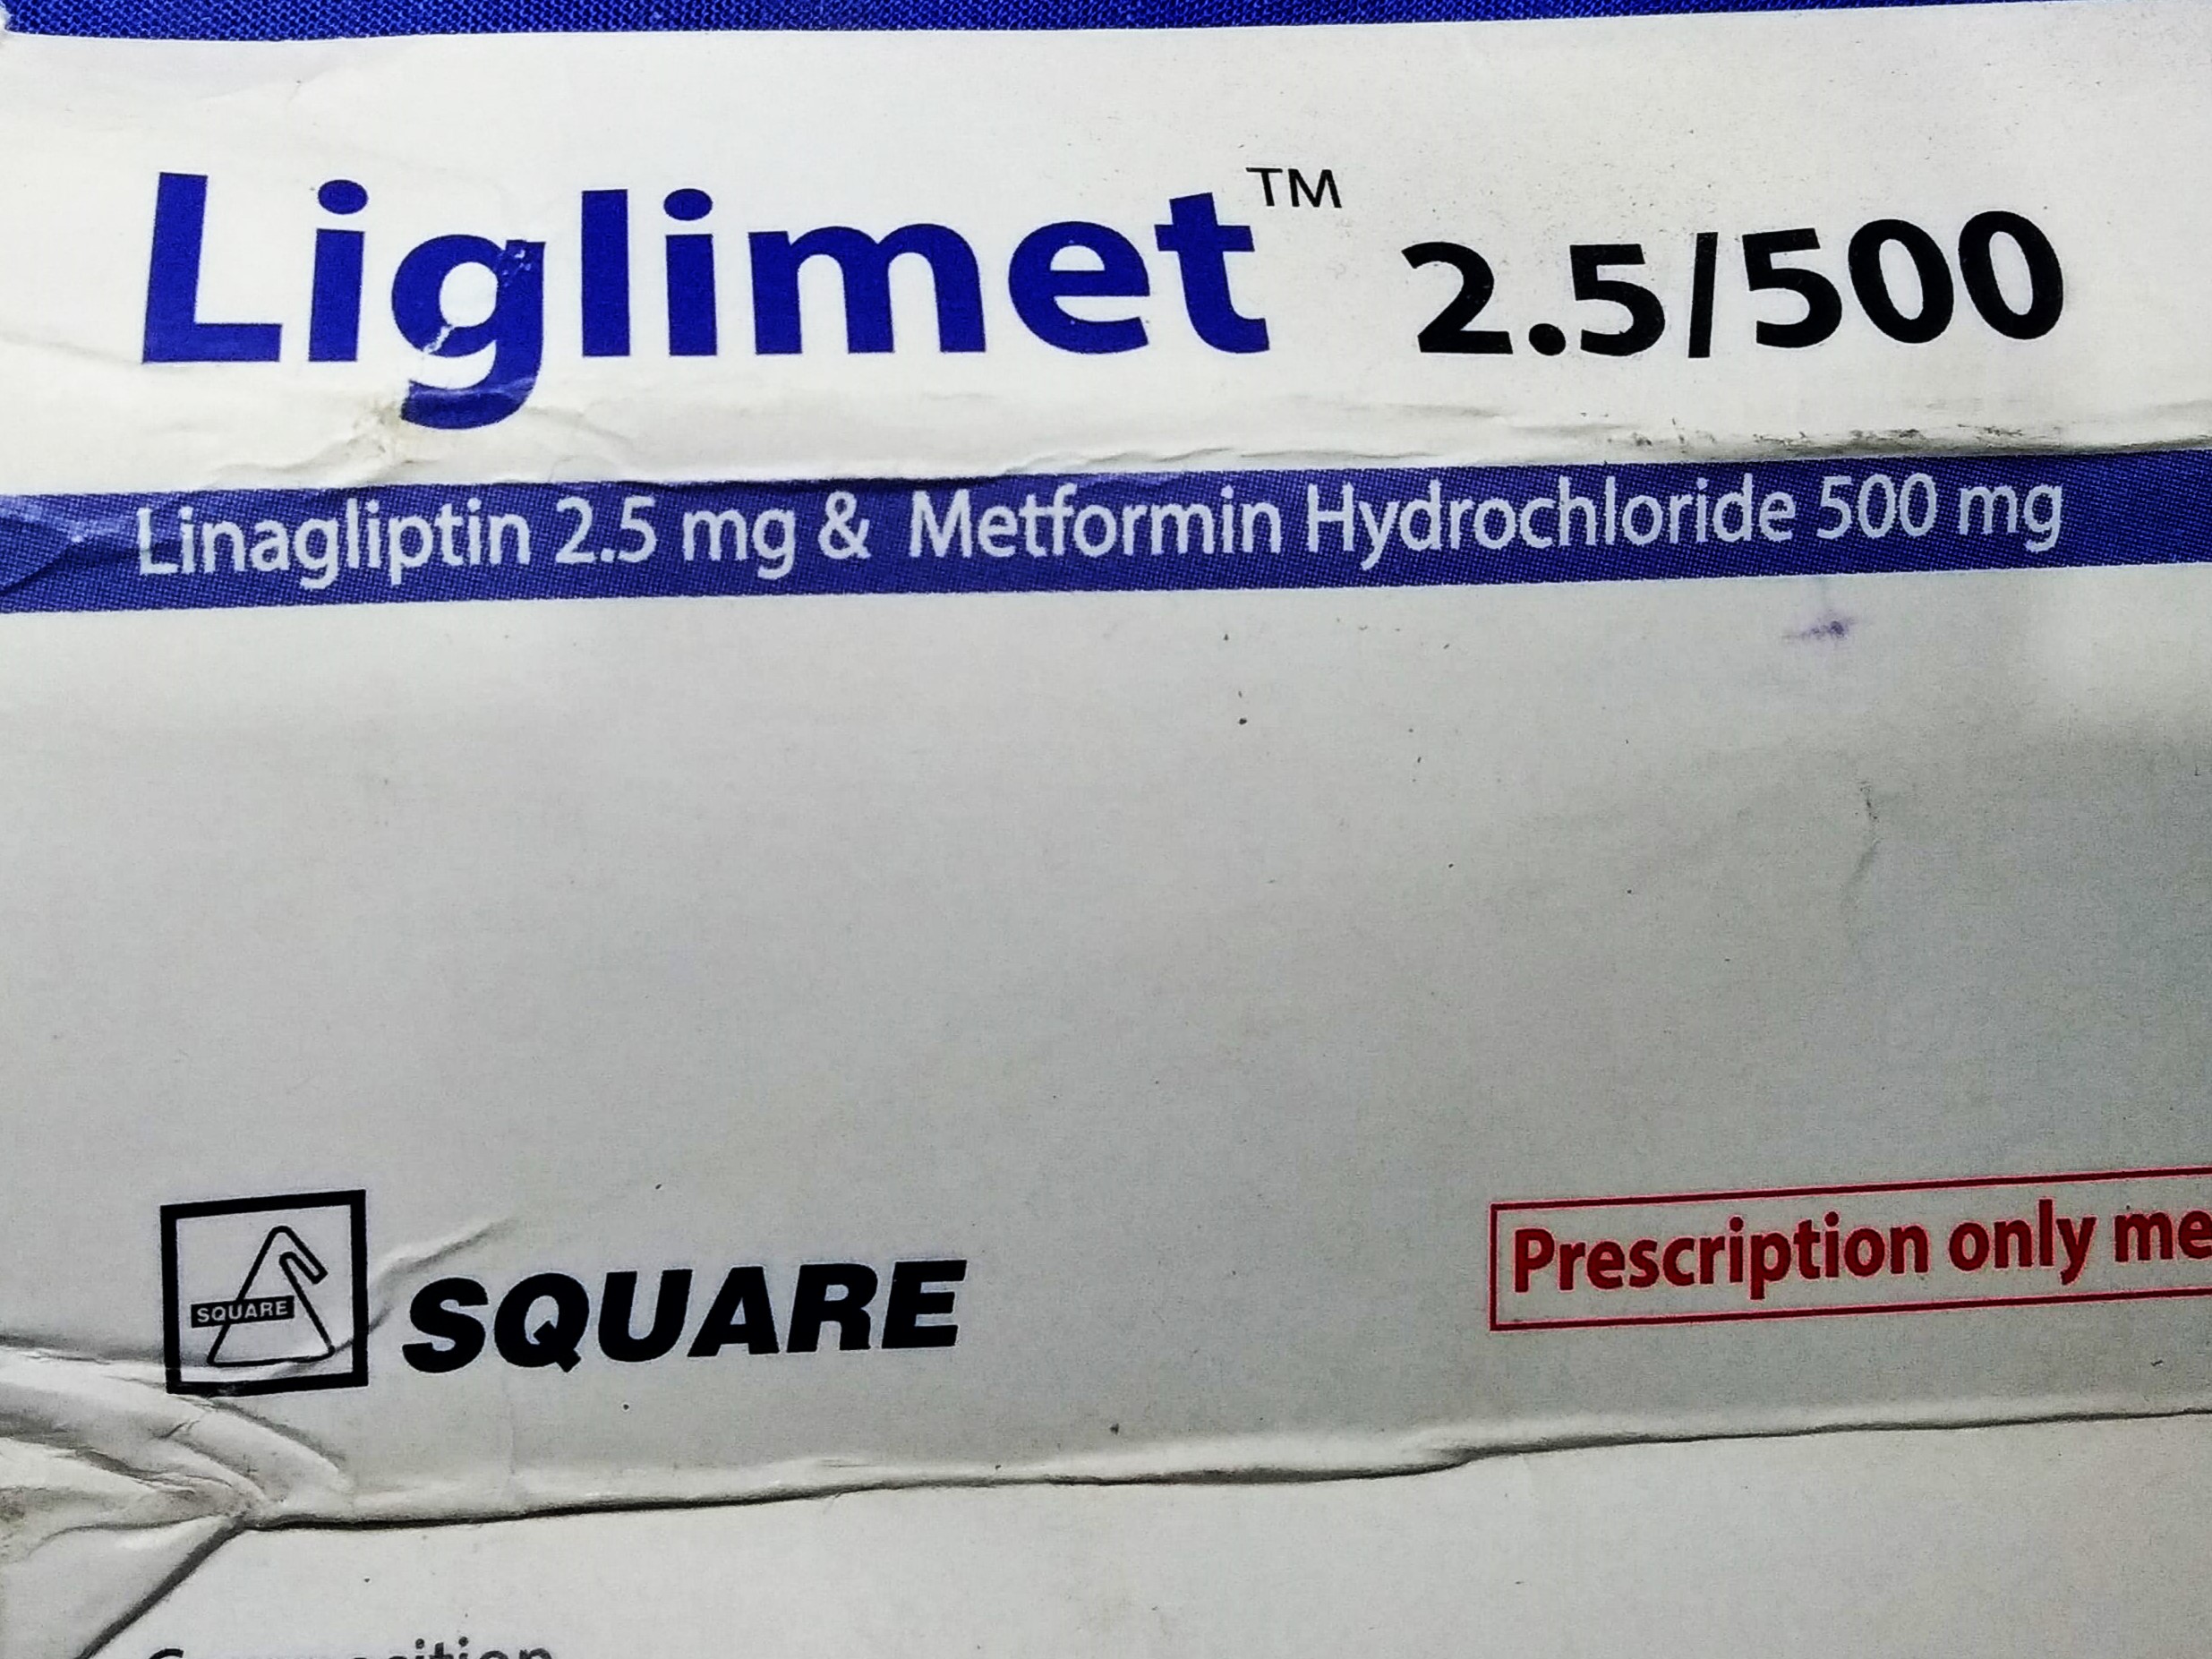 Liglimet™ 2.5/500
Linagliptin 2.5 mg & Metformin Hydrochloride 500 mg
SQUARE
SQUARE
Prescription only me